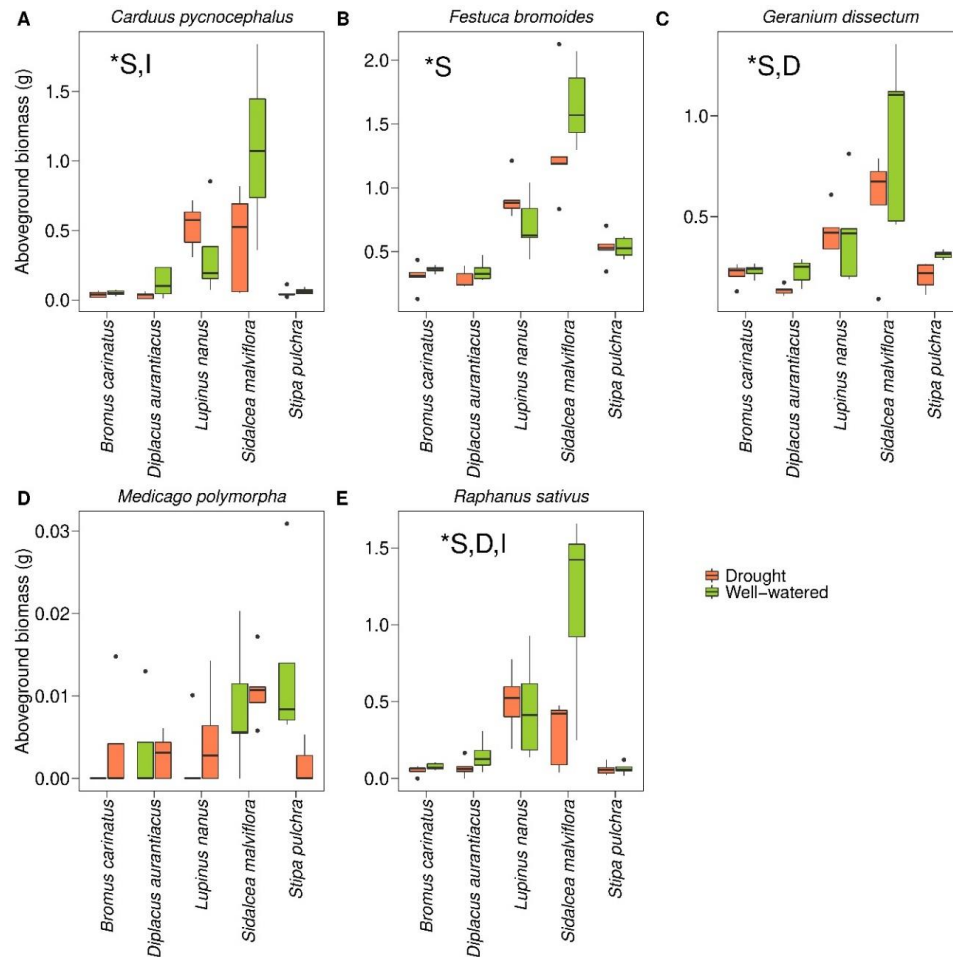 A Carduus pycnocephalus
B Festuca bromoides
C Geranium dissectum
*S,I
*S
*S,D
Aboveground biomass (g)
1.5
1.0
0.5
0.0
2.0
1.5
1.0
0.5
1.0
0.5
Bromus carinatus
Diplacus aurantiacus
Lupinus nanus
Sidalcea malviflora
Stipa pulchra
Bromus carinatus
Diplacus aurantiacus
Lupinus nanus
Sidalcea malviflora
Stipa pulchra
Bromus carinatus
Diplacus aurantiacus
Lupinus nanus
Sidalcea malviflora
Stipa pulchra
D Medicago polymorpha
E Raphanus sativus
*S,D,I
Aboveground biomass (g)
0.03
0.02
0.01
0.00
1.5
1.0
0.5
0.0
Drought
Well-watered
Bromus carinatus
Diplacus aurantiacus
Lupinus nanus
Sidalcea malviflora
Stipa pulchra
Bromus carinatus
Diplacus aurantiacus
Lupinus nanus
Sidalcea malviflora
Stipa pulchra